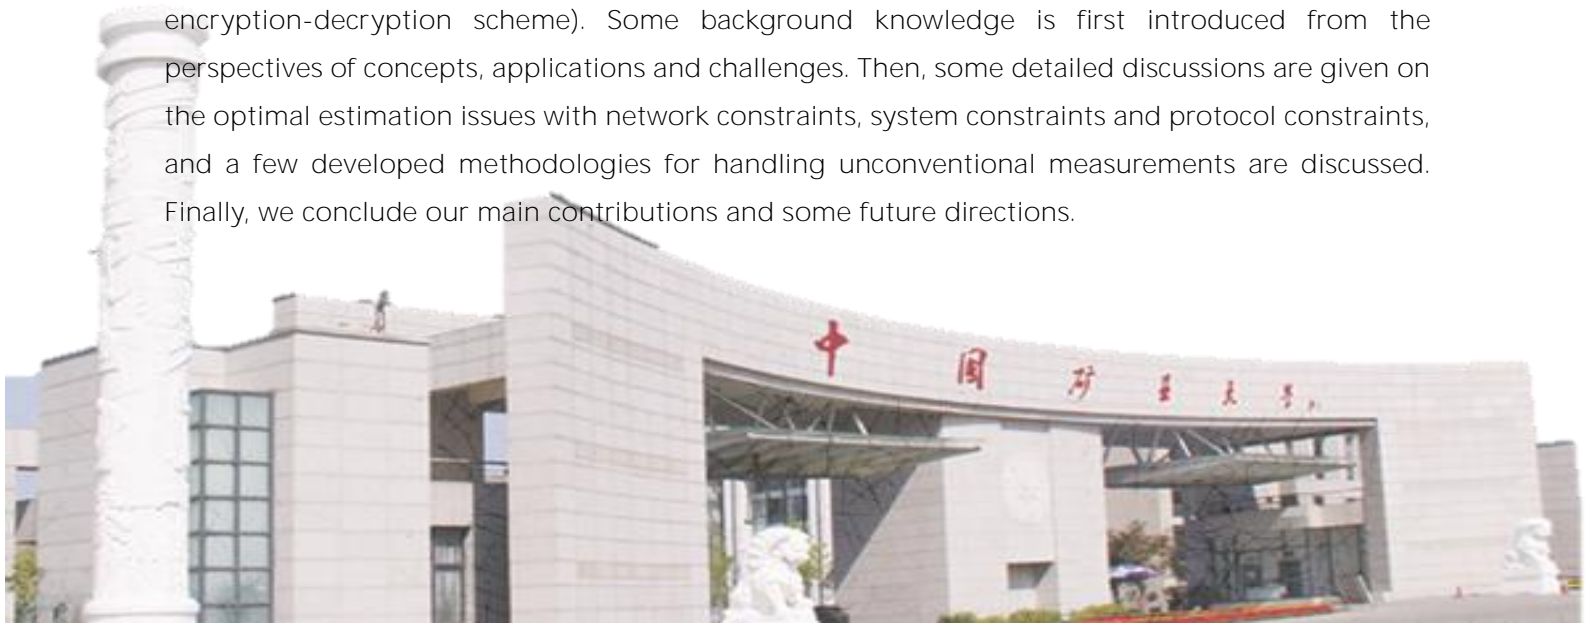 encryption-decryption scheme). Some background knowledge is first introduced from the
perspectives of concepts, applications and challenges. Then, some detailed discussions are given on
the optimal estimation issues with network constraints, system constraints and protocol constraints,
and a few developed methodologies for handling unconventional measurements are discussed.
Finally, we conclude our main contributions and some future directions.
中国矿业大学